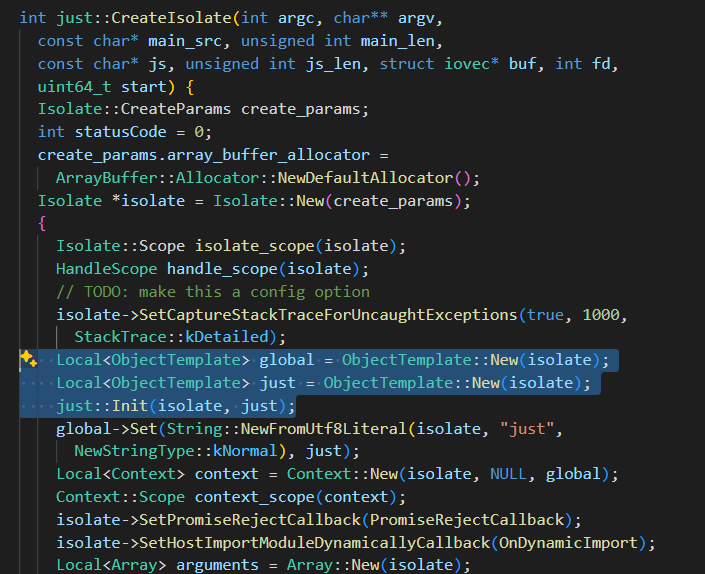 int just::CreateIsolate(int argc, char** argv,
const char* main_src, unsigned int main_len,
const char* js, unsigned int js_len, struct iovec* buf, int fd,
uint64_t start) {
Isolate::CreateParams create_params;
int statusCode = 0;
create_params.array_buffer_allocator =
ArrayBuffer::Allocator::NewDefaultAllocator();
Isolate *isolate = Isolate::New(create_params);
{
Isolate::Scope isolate_scope(isolate);
HandleScope handle_scope(isolate);
// TODO: make this a config option
isolate->SetCaptureStackTraceForUncaughtExceptions(true, 1000,
StackTrace::kDetailed);
Local<ObjectTemplate> global = ObjectTemplate::New(isolate);
Local<ObjectTemplate> just = ObjectTemplate::New(isolate);
just::Init(isolate, just);
global->Set(String::NewFromUtf8Literal(isolate, "just",
NewStringType::kNormal), just);
Local<Context> context = Context::New(isolate, NULL, global);
Context::Scope context_scope(context);
isolate->SetPromiseRejectCallback(PromiseRejectCallback);
isolate->SetHostImportModuleDynamicallyCallback(OnDynamicImport);
Local<Array> arguments = Array::New(isolate);